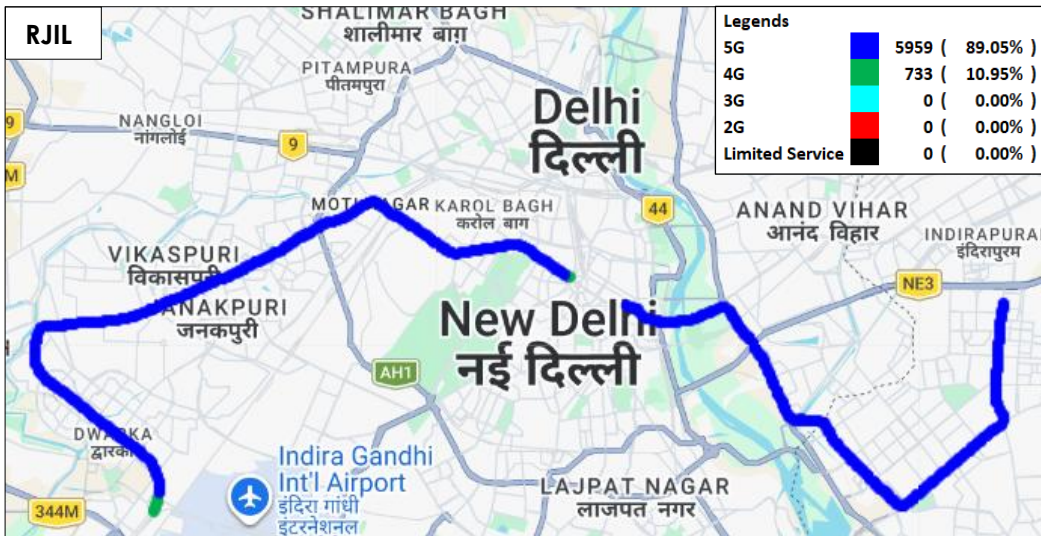 RJIL
SHALIMAR BAGH
शालीमार बाग़
PITAMPURA
पीतमपुरा
NANGLOI
नांगलोई
9
9
M
Delhi
दिल्ली
Legends
5G 5959 ( 89.05% )
4G 733 ( 10.95% )
3G 0 ( 0.00% )
2G 0 ( 0.00% )
Limited Service 0 ( 0.00% )
MOTI NAGAR
KAROL BAGH
करोल बाग
44
ANAND VIHAR
आनंद विहार
INDIRAPURAM
इंदिरापुरम
VIKASPURI
विकासपुरी
NE3
JANAKPURI
जनकपुरी
New Delhi
नई दिल्ली
AH1
DWARKA
द्वारका
Indira Gandhi
Int'l Airport
इंदिरा गांधी
इंटरनेशनल
LAJPAT NAGAR
लाजपत नगर
344M